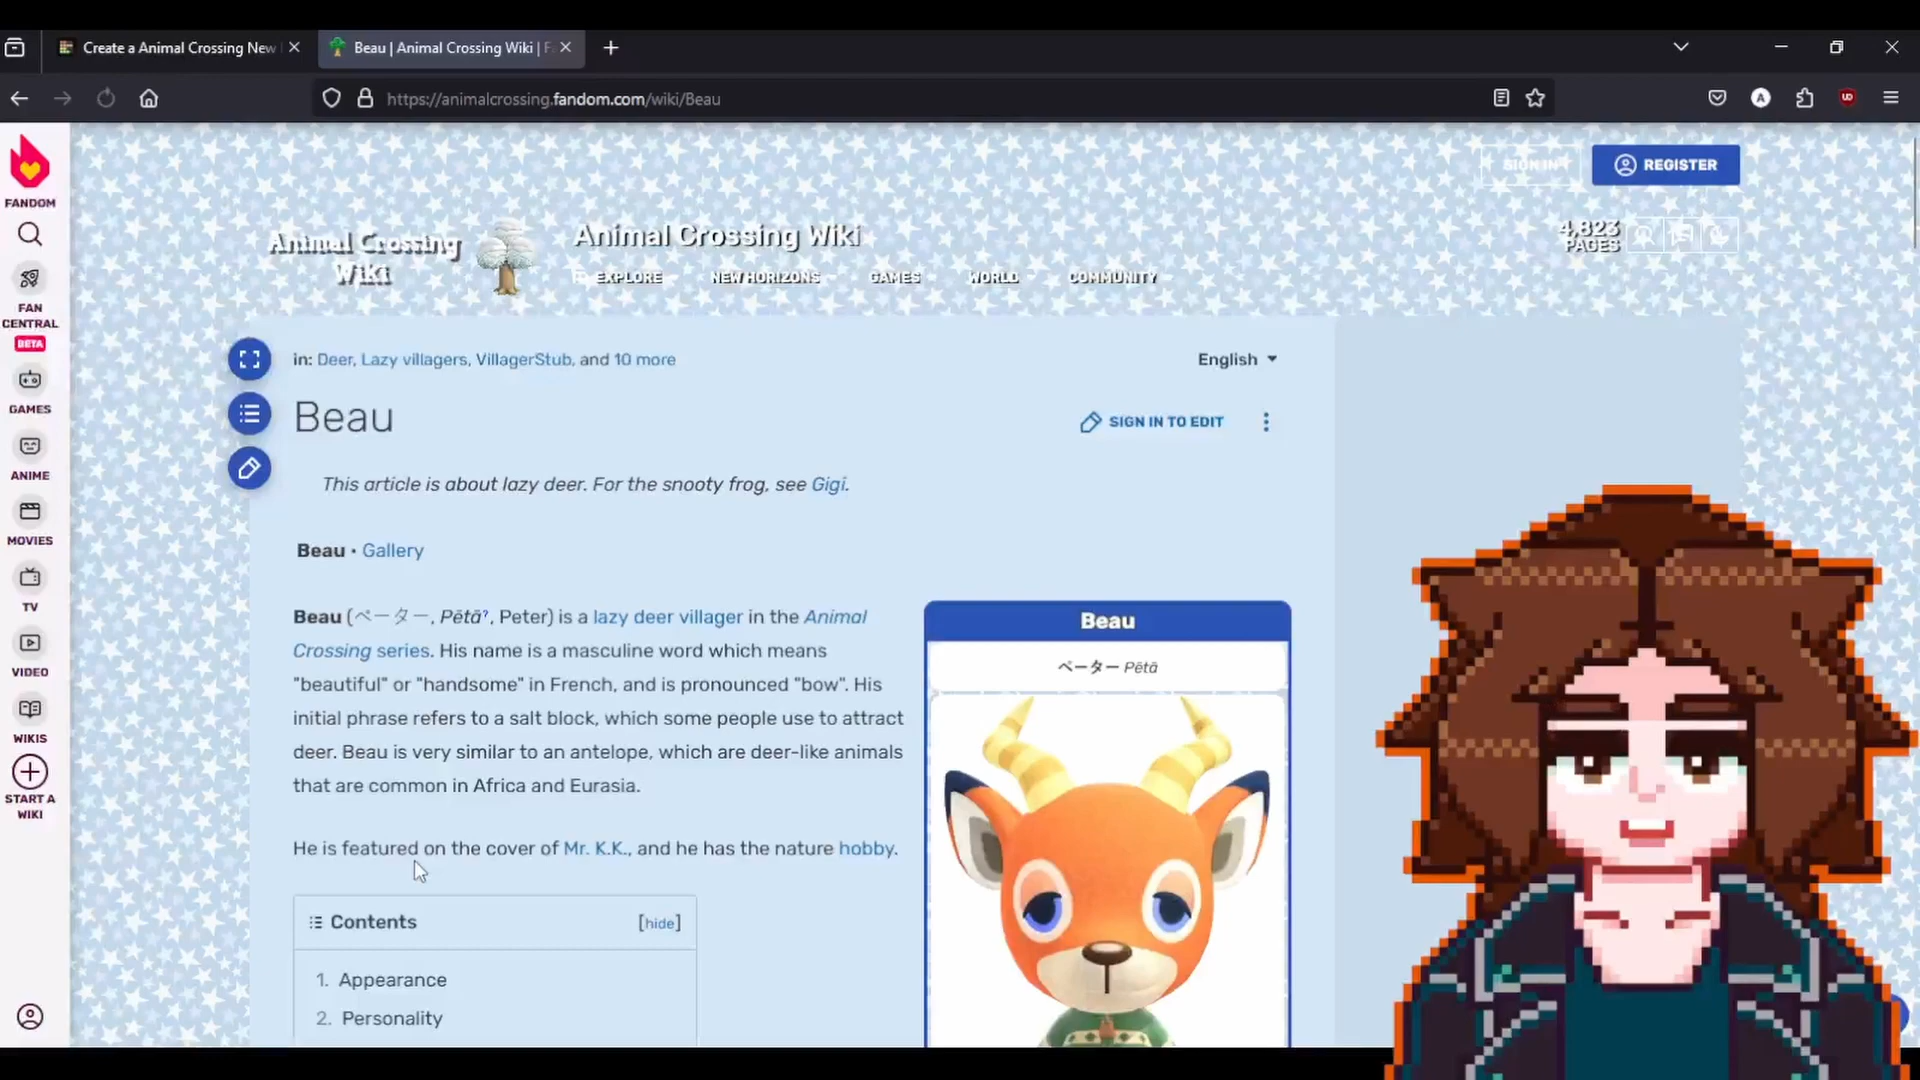 Create a Animal Crossing New
Beau | Animal Crossing Wiki | F
https://animalcrossing.fandom.com/wiki/Beau
A
FANDOM
FAN
CENTRAL
BETA
GAMES
ANIME
MOVIES
TV
VIDEO
WIKIS
START A
WIKI
SIGN IN
REGISTER
Animal Crossing
Wiki
Animal Crossing Wiki
4,823
PAGES
EXPLORE
NEW HORIZONS
GAMES
WORLD
COMMUNITY
in: Deer, Lazy villagers, VillagerStub, and 10 more
English
Beau
SIGN IN TO EDIT
This article is about lazy deer. For the snooty frog, see Gigi.
Beau • Gallery
Beau (ペーター, Pētā?, Peter) is a lazy deer villager in the Animal
Crossing series. His name is a masculine word which means
"beautiful" or "handsome" in French, and is pronounced "bow". His
initial phrase refers to a salt block, which some people use to attract
deer. Beau is very similar to an antelope, which are deer-like animals
that are common in Africa and Eurasia.
He is featured on the cover of Mr. K.K., and he has the nature hobby.
Contents
[hide]
1. Appearance
2. Personality
Beau
ペーター Pētā